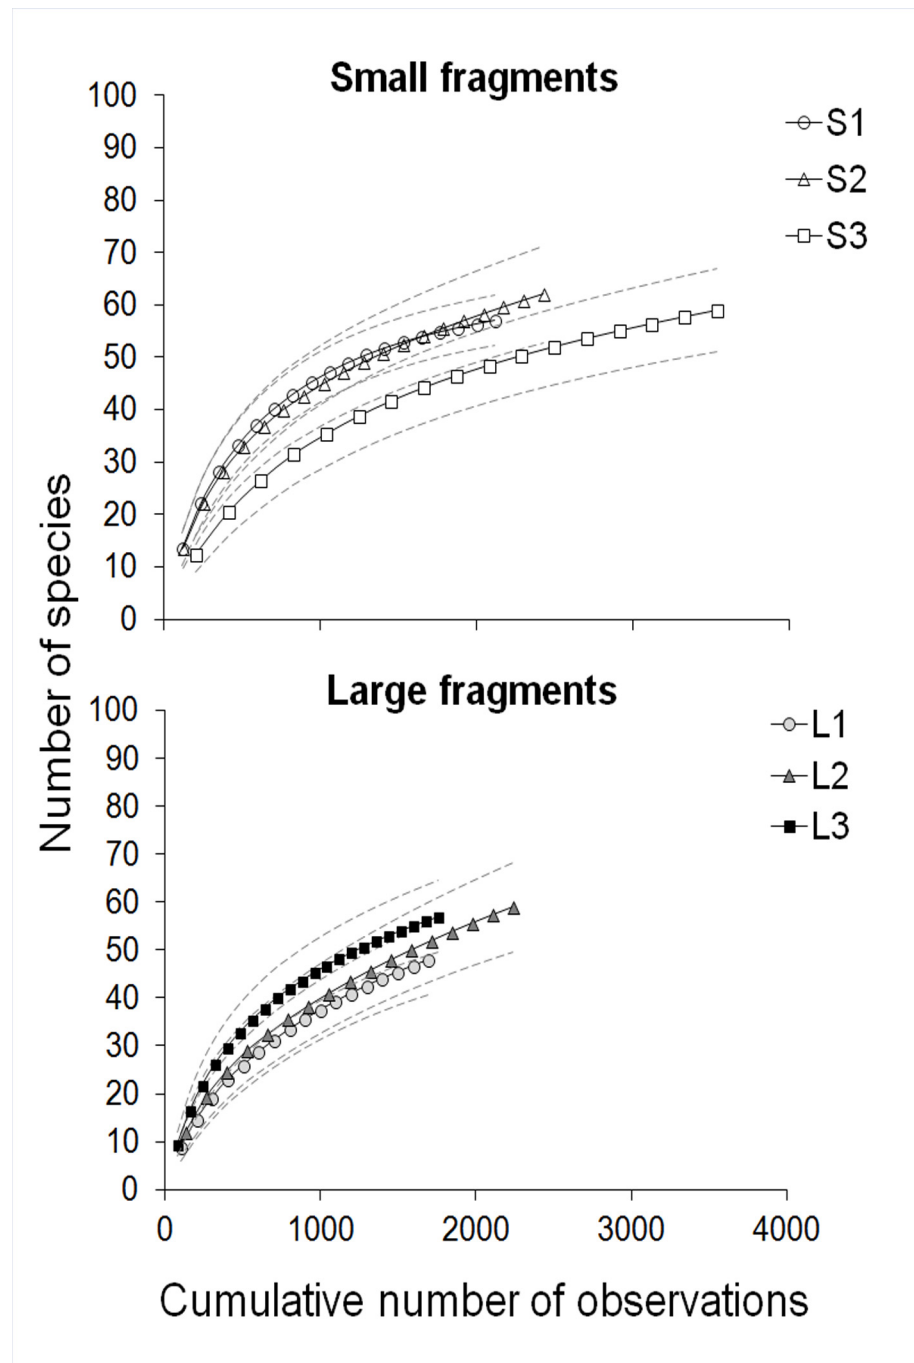 Small fragments
100
90
80
70
60
50
40
30
20
10
0
S1
S2
S3
Number of species
Large fragments
100
90
80
70
60
50
40
30
20
10
0
L1
L2
L3
0 1000 2000 3000 4000
Cumulative number of observations